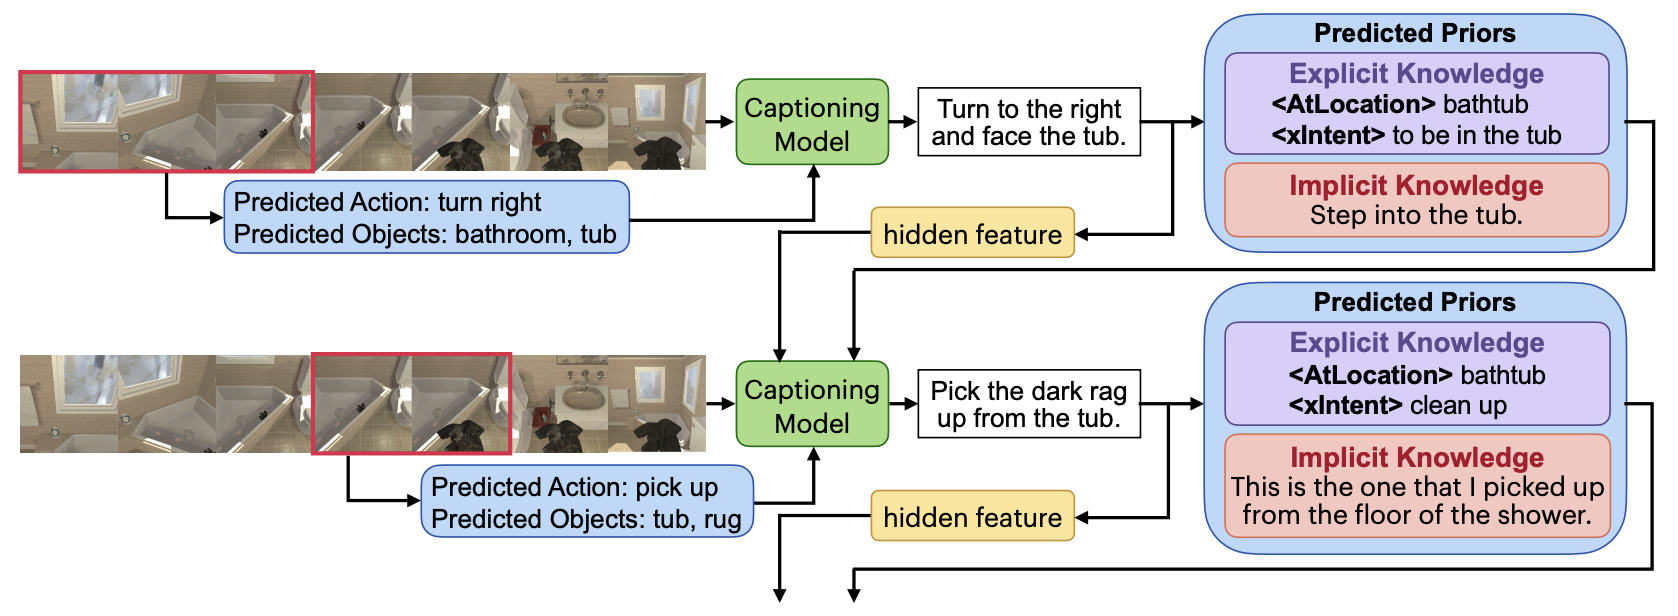 Predicted Priors
Explicit Knowledge
<AtLocation> bathtub
<xIntent> to be in the tub
Implicit Knowledge
Step into the tub.
Captioning
Model
Turn to the right
and face the tub.
Predicted Action: turn right
Predicted Objects: bathroom, tub
hidden feature
Predicted Priors
Explicit Knowledge
<AtLocation> bathtub
<xIntent> clean up
Implicit Knowledge
This is the one that I picked up
from the floor of the shower.
Captioning
Model
Pick the dark rag
up from the tub.
Predicted Action: pick up
Predicted Objects: tub, rug
hidden feature